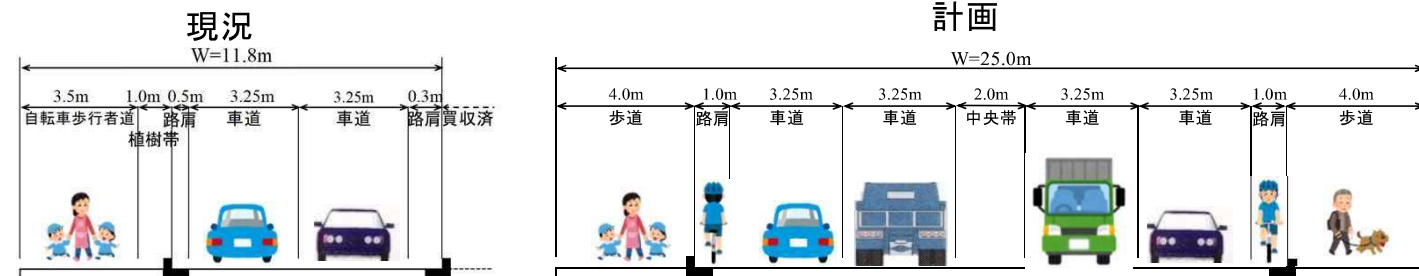 現況
W=11.8m
3.5m 1.0m 0.5m 3.25m 3.25m 0.3m
自転車歩行者道 植樹帯 路肩 車道 車道 路肩 買収済
計画
W=25.0m
4.0m 1.0m 3.25m 3.25m 2.0m 3.25m 3.25m 1.0m 4.0m
歩道 路肩 車道 車道 中央帯 車道 車道 路肩 歩道